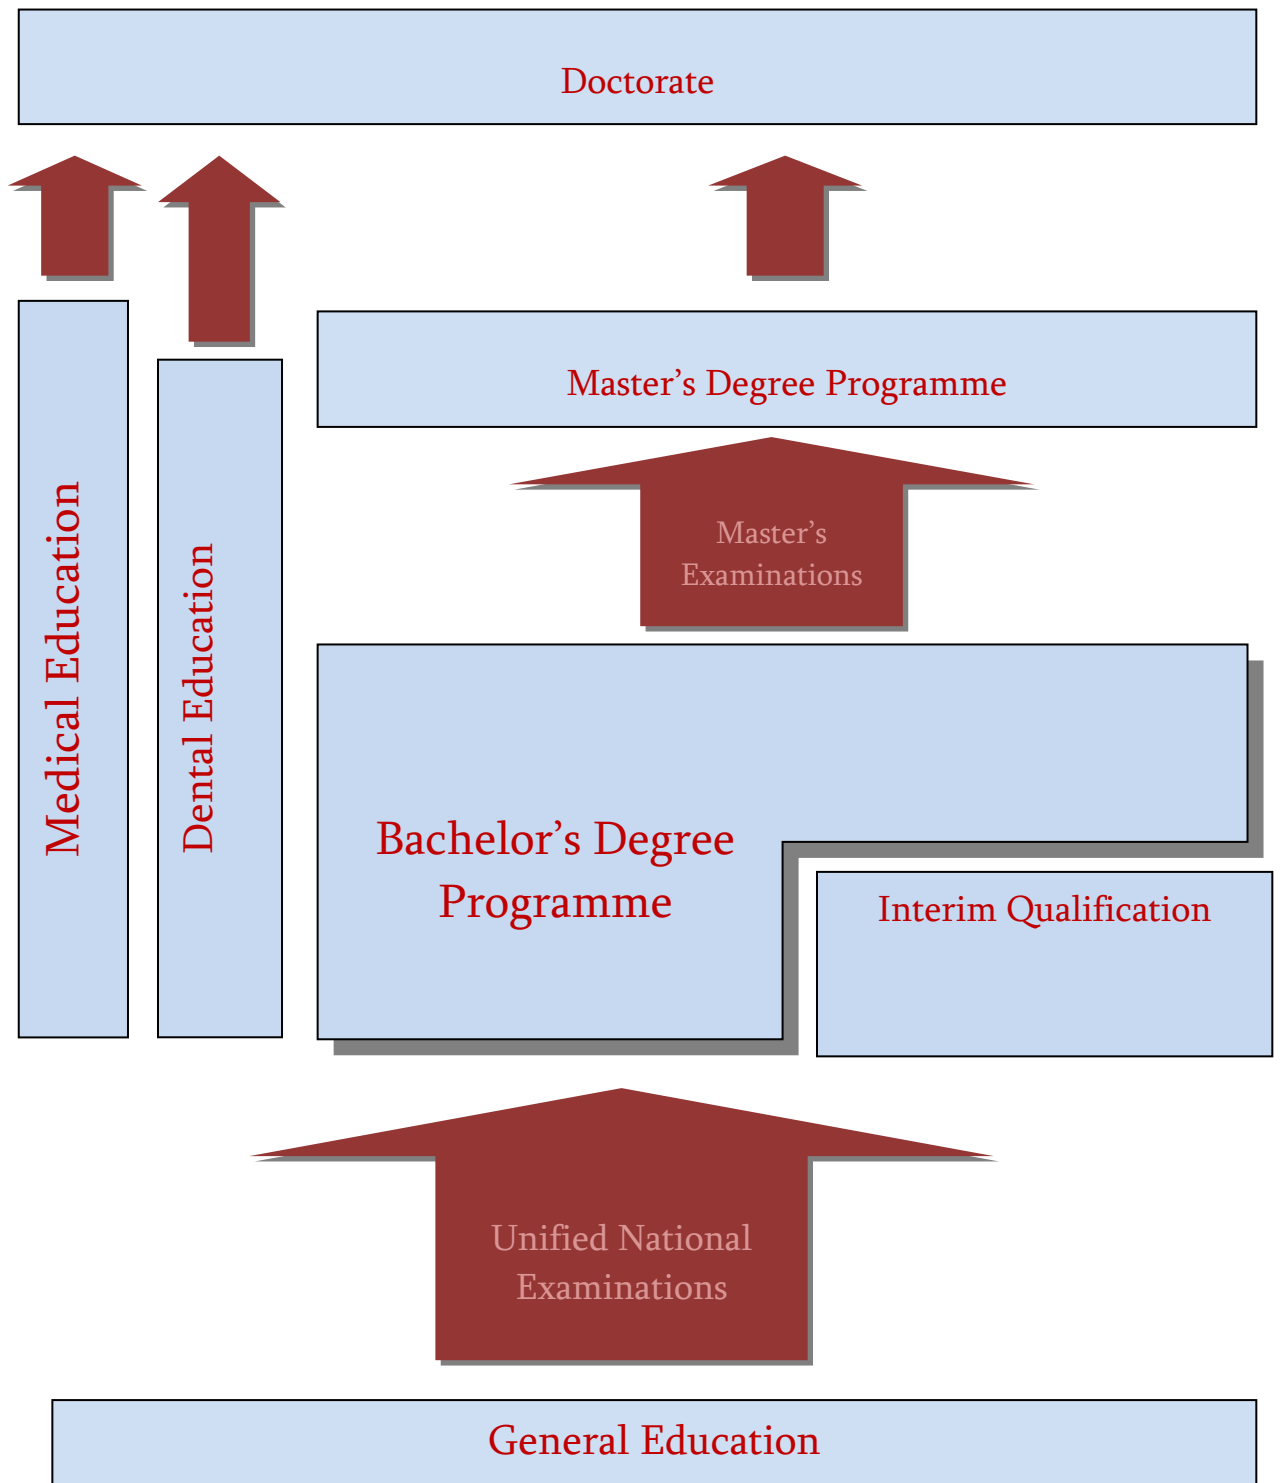 Doctorate
Master’s Degree Programme
Master’s
Examinations
Medical Education
Dental Education
Bachelor’s Degree
Programme
Interim Qualification
Unified National
Examinations
General Education